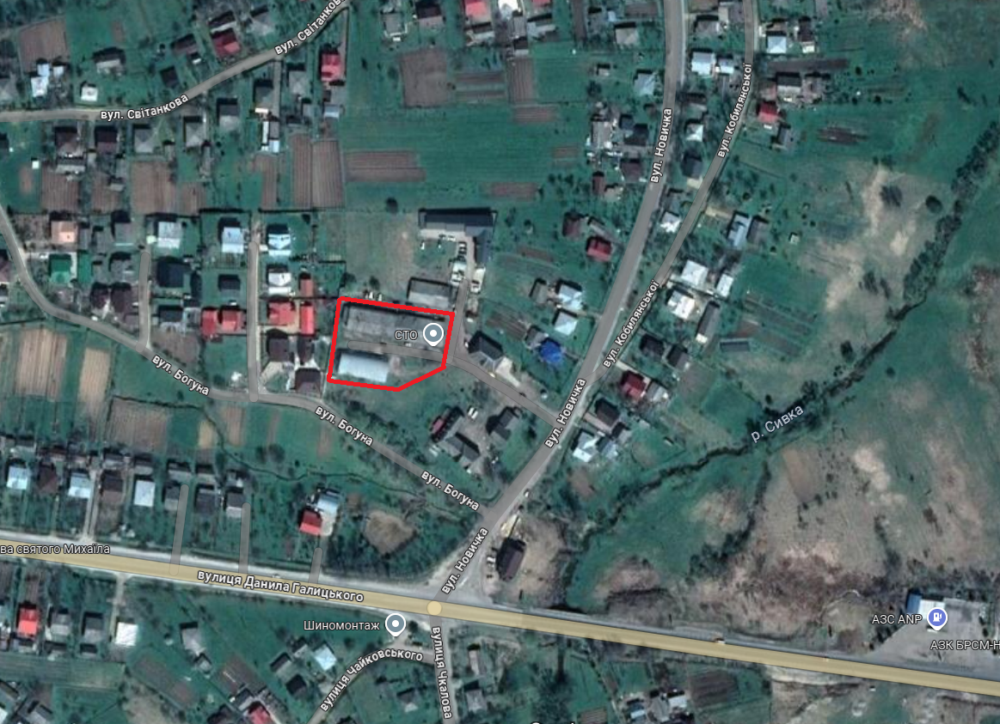 вул. Світанкова
вул. Світанкова
вул. Новичка
вул. Кобилянської
СТО
вул. Кобилянської
вул. Богуна
вул. Новичка
вул. Богуна
р. Сивка
вул. Богуна
ва святого Михаїла
вул. Новичка
вулиця Данила Галицького
АЗС ANP
Шиномонтаж
АЗК БРСМ-Н
вулиця Чайковського
вулиця Чкалова